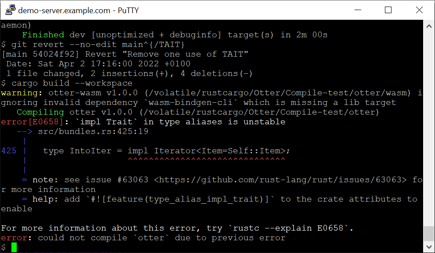 demo-server.example.com - PuTTY
aemon)
    Finished dev [unoptimized + debuginfo] target(s) in 2m 00s
$ git revert --no-edit main^{/TAIT}
[main 54024f92] Revert "Remove one use of TAIT"
 Date: Sat Apr 2 17:16:00 2022 +0100
 1 file changed, 2 insertions(+), 4 deletions(-)
$ cargo build --workspace
warning: otter-wasm v1.0.0 (/volatile/rustcargo/Otter/Compile-test/otter/wasm) i
gnoring invalid dependency `wasm-bindgen-cli` which is missing a lib target
   Compiling otter v1.0.0 (/volatile/rustcargo/Otter/Compile-test/otter)
error[E0658]: `impl Trait` in type aliases is unstable
   --> src/bundles.rs:425:19
    |
425 |   type IntoIter = impl Iterator<Item=Self::Item>;
    |                   ^^^^^^^^^^^^^^^^^^^^^^^^^^^^^^
    |
    = note: see issue #63063 <https://github.com/rust-lang/rust/issues/63063> fo
r more information
    = help: add `#![feature(type_alias_impl_trait)]` to the crate attributes to
enable

For more information about this error, try `rustc --explain E0658`.
error: could not compile `otter` due to previous error
$